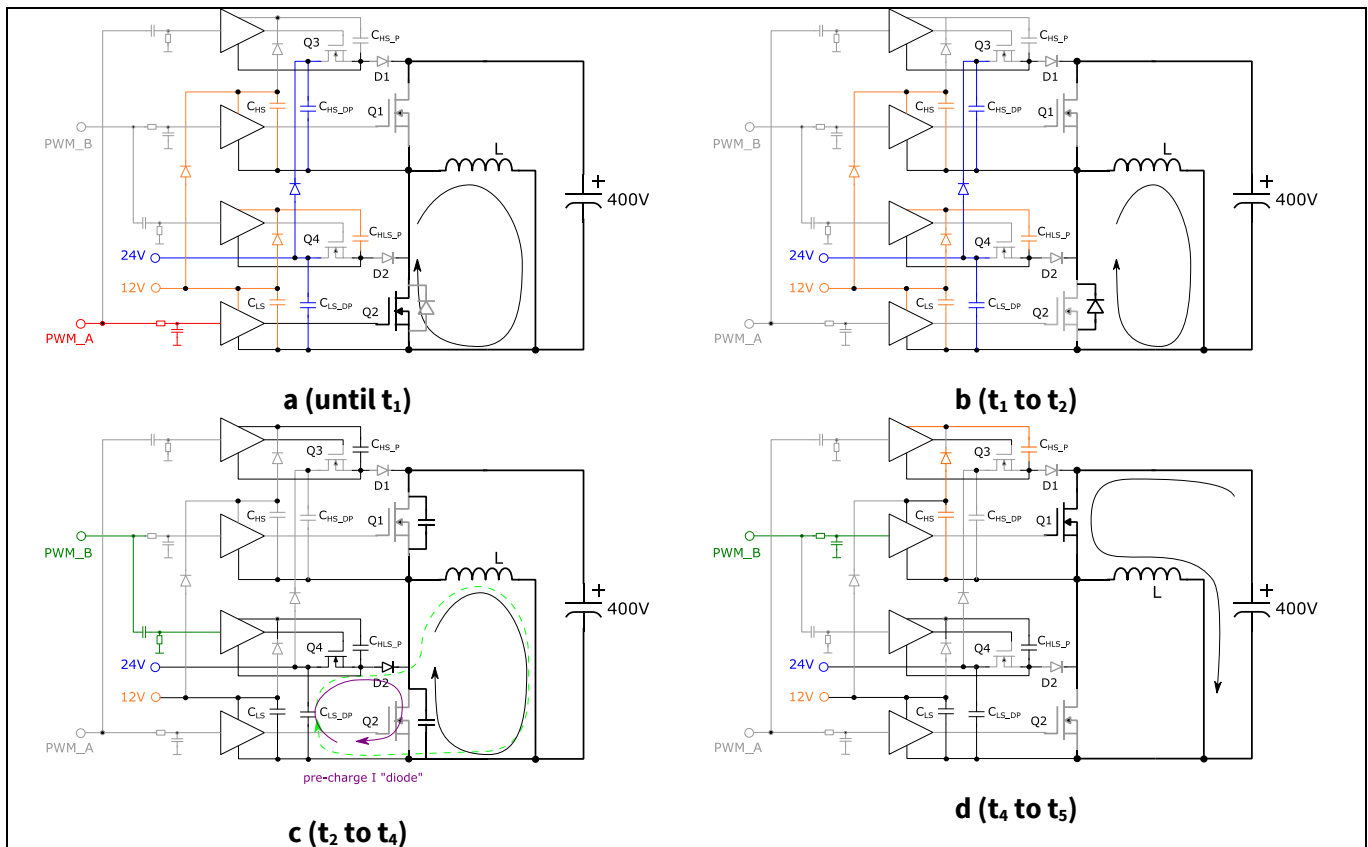 C_HS_P
Q3
D1
C_HS
C_HS_DP
Q1
PWM_B
L
+
400V
C_HLS_P
Q4
24V
D2
12V
C_LS
C_LS_DP
Q2
PWM_A
a (until t₁)
C_HS_P
Q3
D1
C_HS
C_HS_DP
Q1
PWM_B
L
+
400V
C_HLS_P
Q4
24V
D2
12V
C_LS
C_LS_DP
Q2
PWM_A
b (t₁ to t₂)
C_HS_P
Q3
D1
C_HS
C_HS_DP
Q1
PWM_B
L
+
400V
C_HLS_P
Q4
24V
D2
12V
C_LS
C_LS_DP
Q2
PWM_A
pre-charge I "diode"
c (t₂ to t₄)
C_HS_P
Q3
D1
C_HS
C_HS_DP
Q1
PWM_B
L
+
400V
C_HLS_P
Q4
24V
D2
12V
C_LS
C_LS_DP
Q2
PWM_A
d (t₄ to t₅)